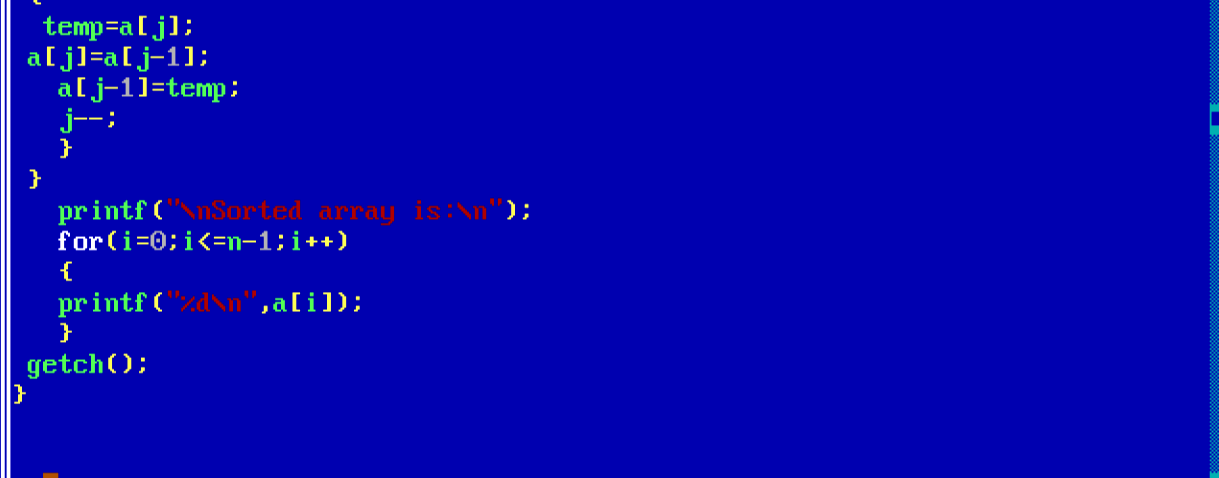 {
temp=a[j];
a[j]=a[j-1];
a[j-1]=temp;
j--;
}
}
printf("\nSorted array is:\n");
for(i=0;i<=n-1;i++)
{
printf("%d\n",a[i]);
}
getch();
}